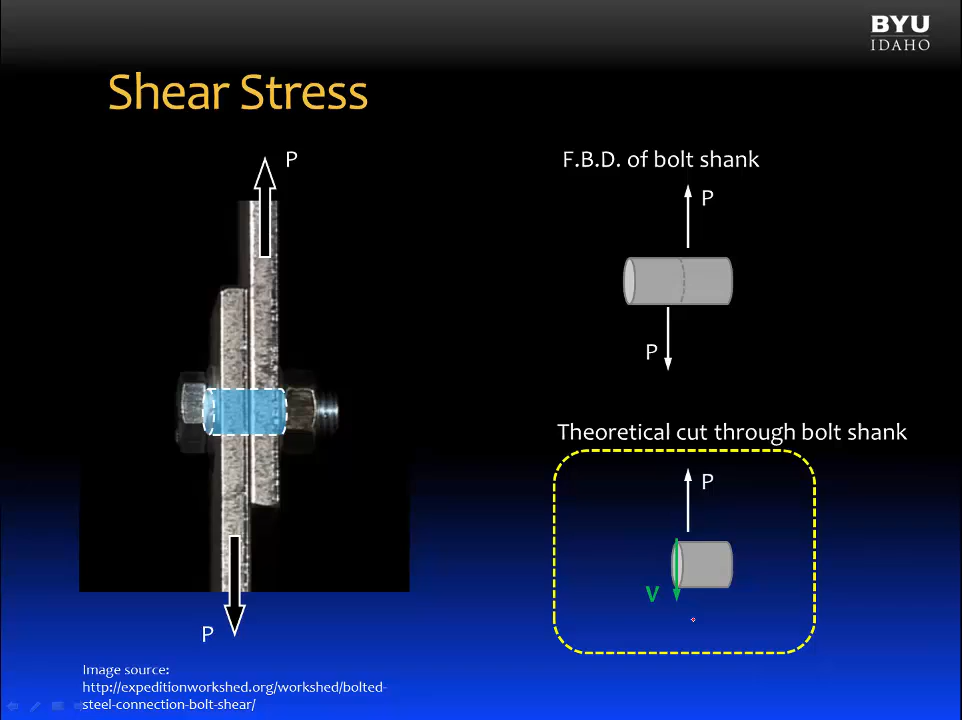 BYU
IDAHO
Shear Stress
P
P
Image source:
http://expeditionworkshed.org/workshed/bolted-
steel-connection-bolt-shear/
F.B.D. of bolt shank
P
P
Theoretical cut through bolt shank
P
V